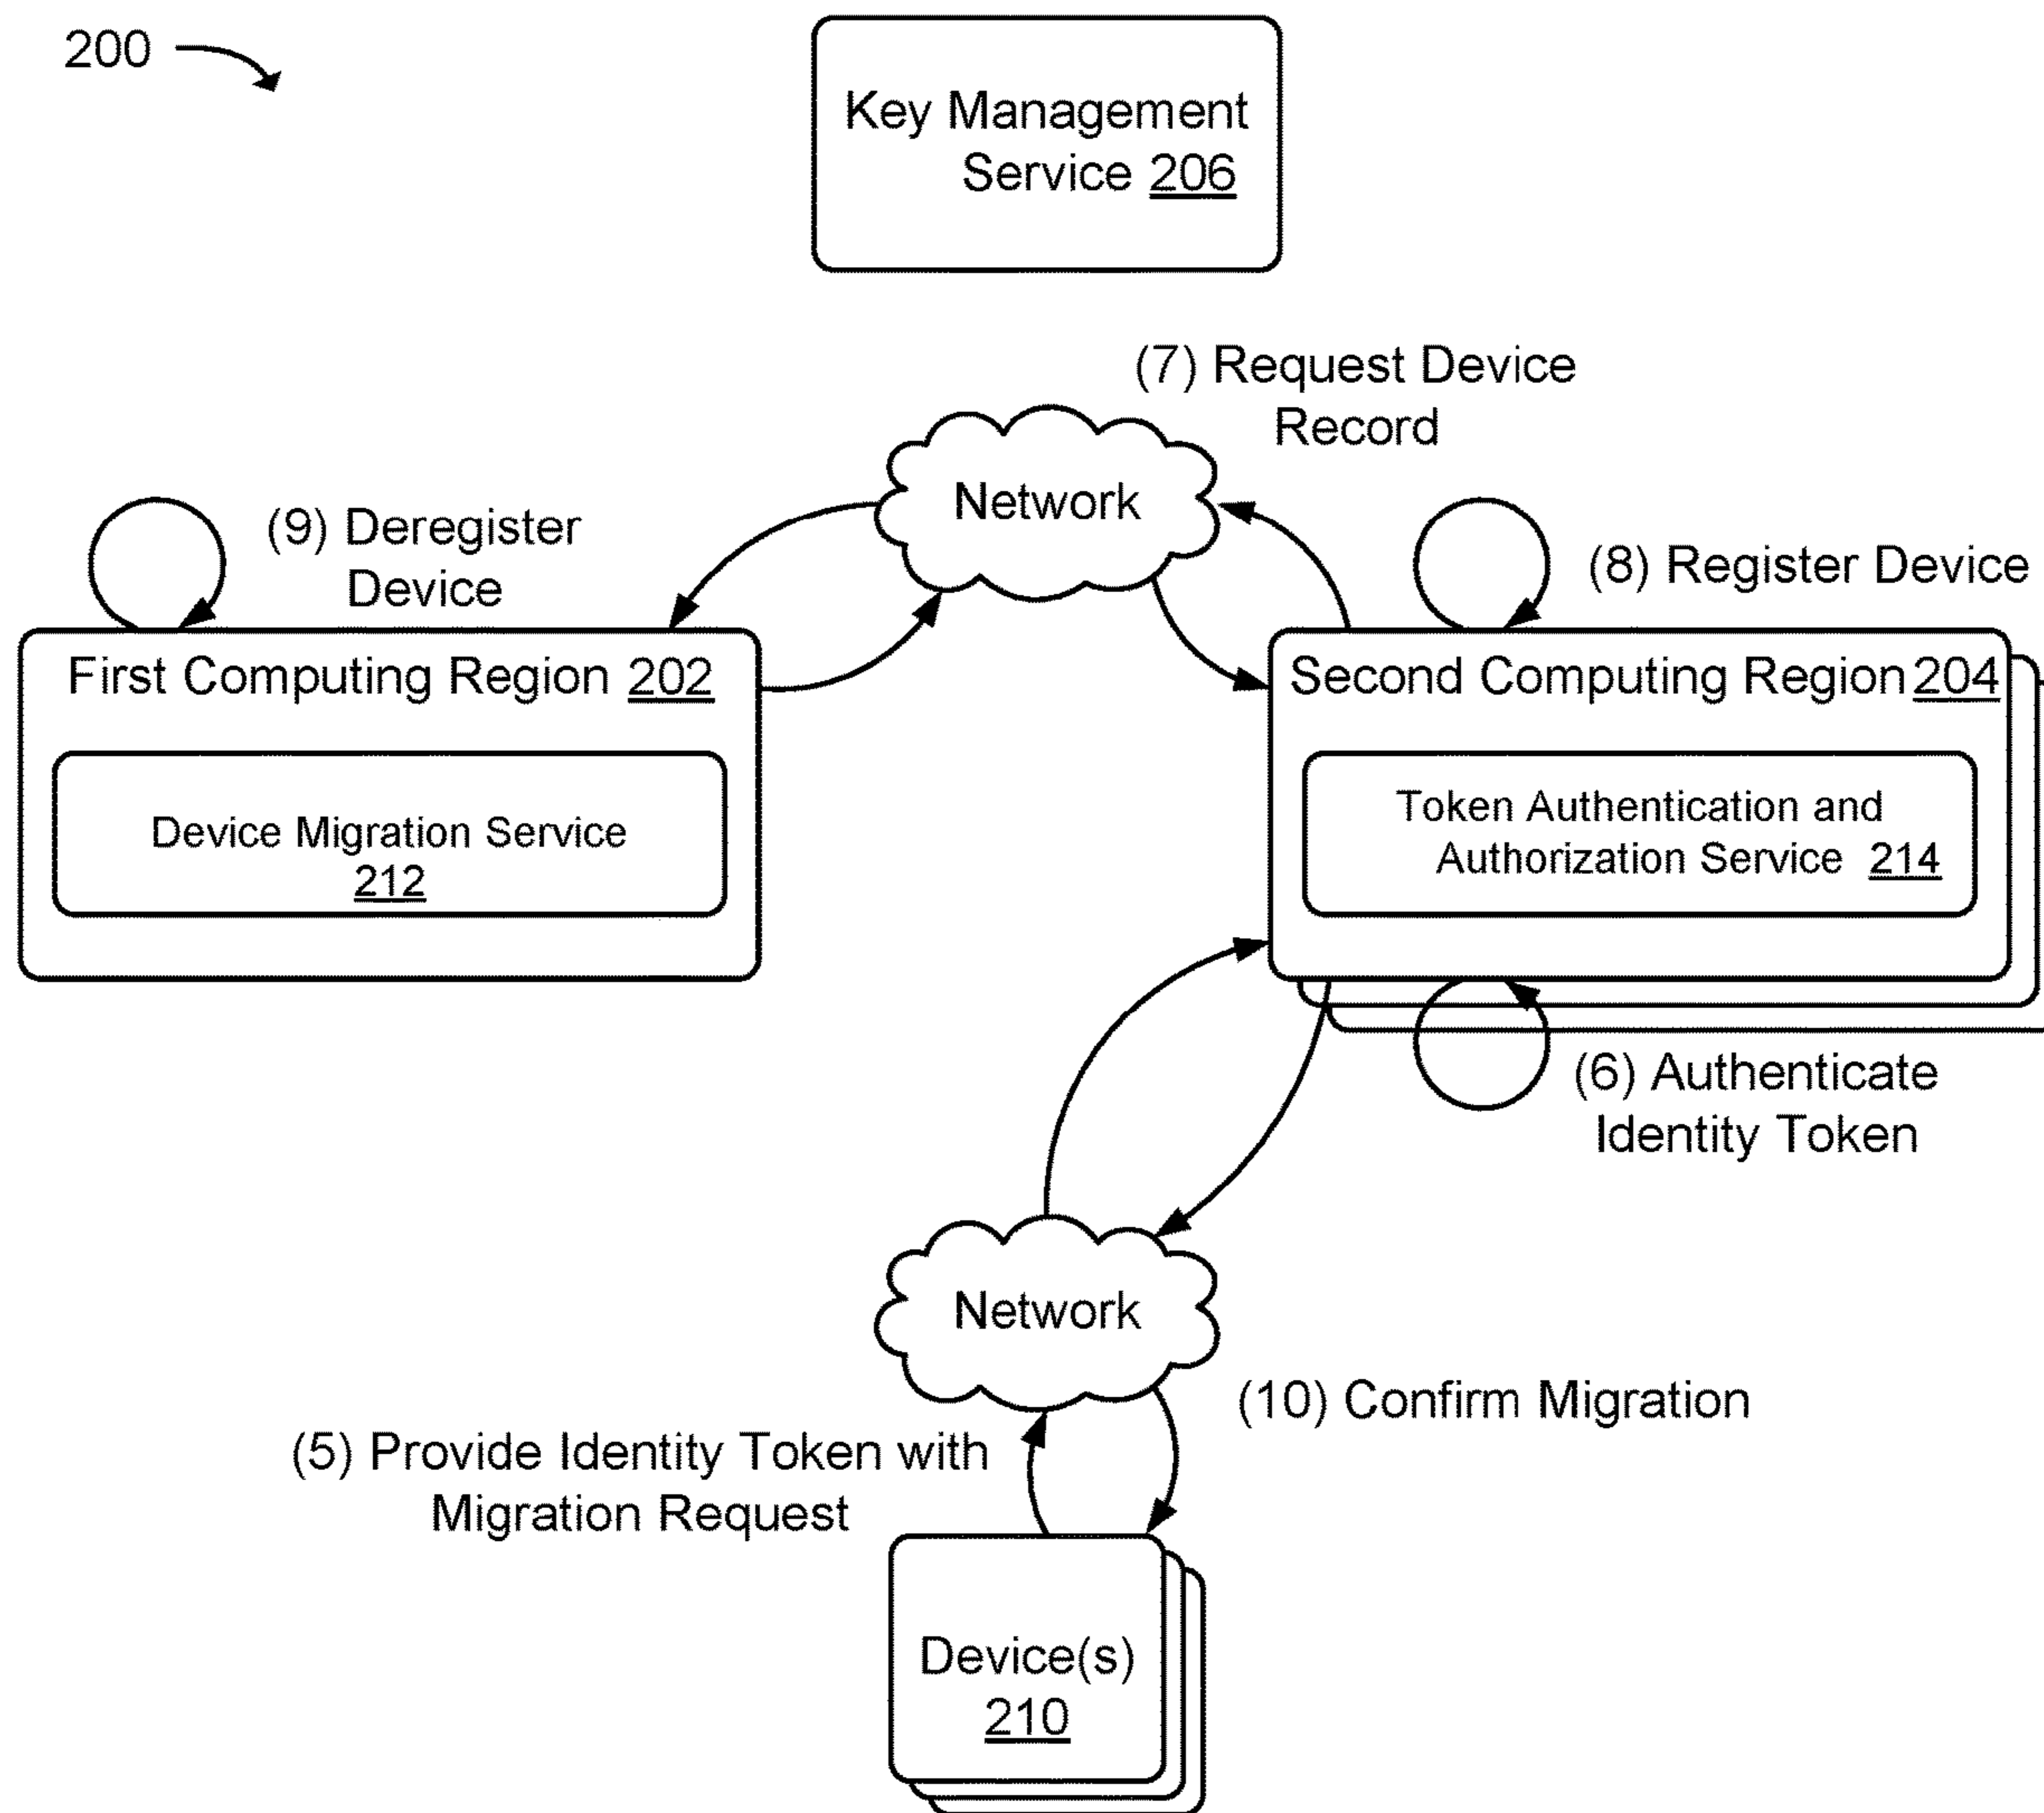 200
Key Management
Service 206
(7) Request Device
Record
Network
(9) Deregister
Device
(8) Register Device
First Computing Region 202
Second Computing Region 204
Device Migration Service
212
Token Authentication and
Authorization Service 214
(6) Authenticate
Identity Token
Network
(10) Confirm Migration
(5) Provide Identity Token with
Migration Request
Device(s)
210